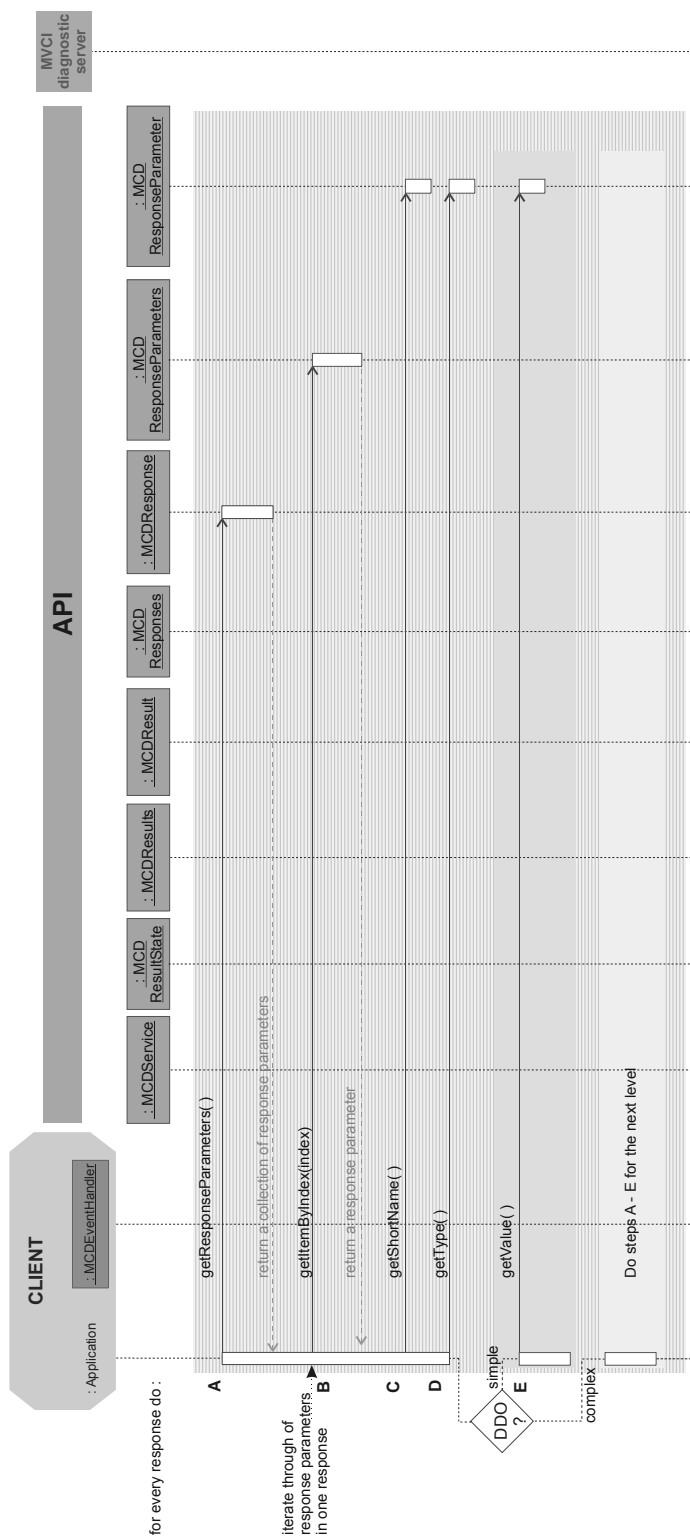 CLIENT
: Application
: MCDEventHandler
API
MVCI
diagnostic
server
: MCDService
: MCD
ResultState
: MCDResults
: MCDResult
: MCD
Responses
: MCDResponse
: MCD
ResponseParameters
: MCD
ResponseParameter
for every response do :
A
getResponseParameters( )
return a collection of response parameters
iterate through of
response parameters
in one response
B
getItemByIndex(index)
return a response parameter
C
getShortName( )
D
getType( )
DDO
?
simple
E
getValue( )
complex
Do steps A - E for the next level